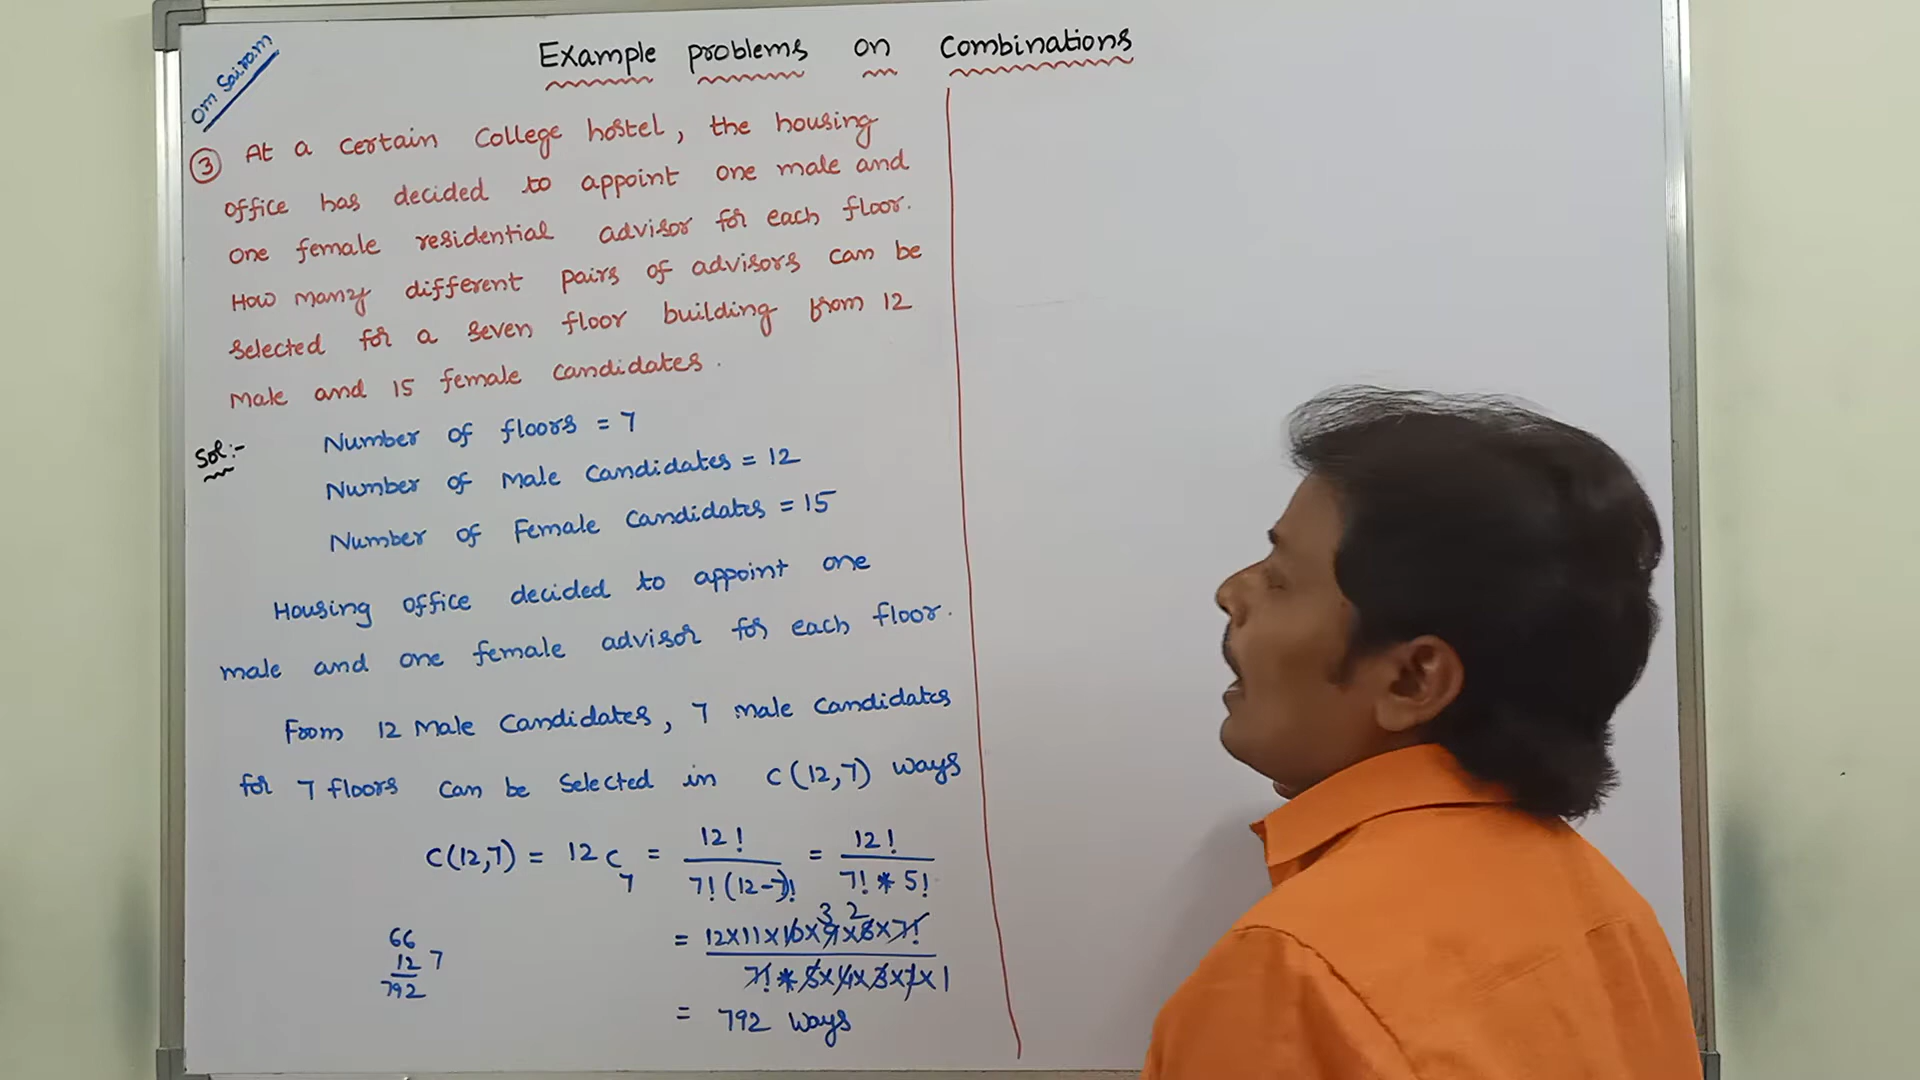 Om Sairam
Example problems on Combinations
3 At a certain College hostel, the housing
office has decided to appoint one male and
one female residential advisor for each floor.
How many different pairs of advisors can be
selected for a seven floor building from 12
Male and 15 female candidates.
Sol:-
Number of floors = 7
Number of Male Candidates = 12
Number of Female Candidates = 15
Housing office decided to appoint one
male and one female advisor for each floor.
From 12 Male Candidates, 7 male Candidates
for 7 floors can be selected in C(12,7) ways
C(12,7) = 12 C 7 = 12! / 7!(12-7)! = 12! / 7! * 5!
3 2
= 12x11x10x9x8x7! / 7! * 5x4x3x2x1
= 792 ways
66
12 7
792